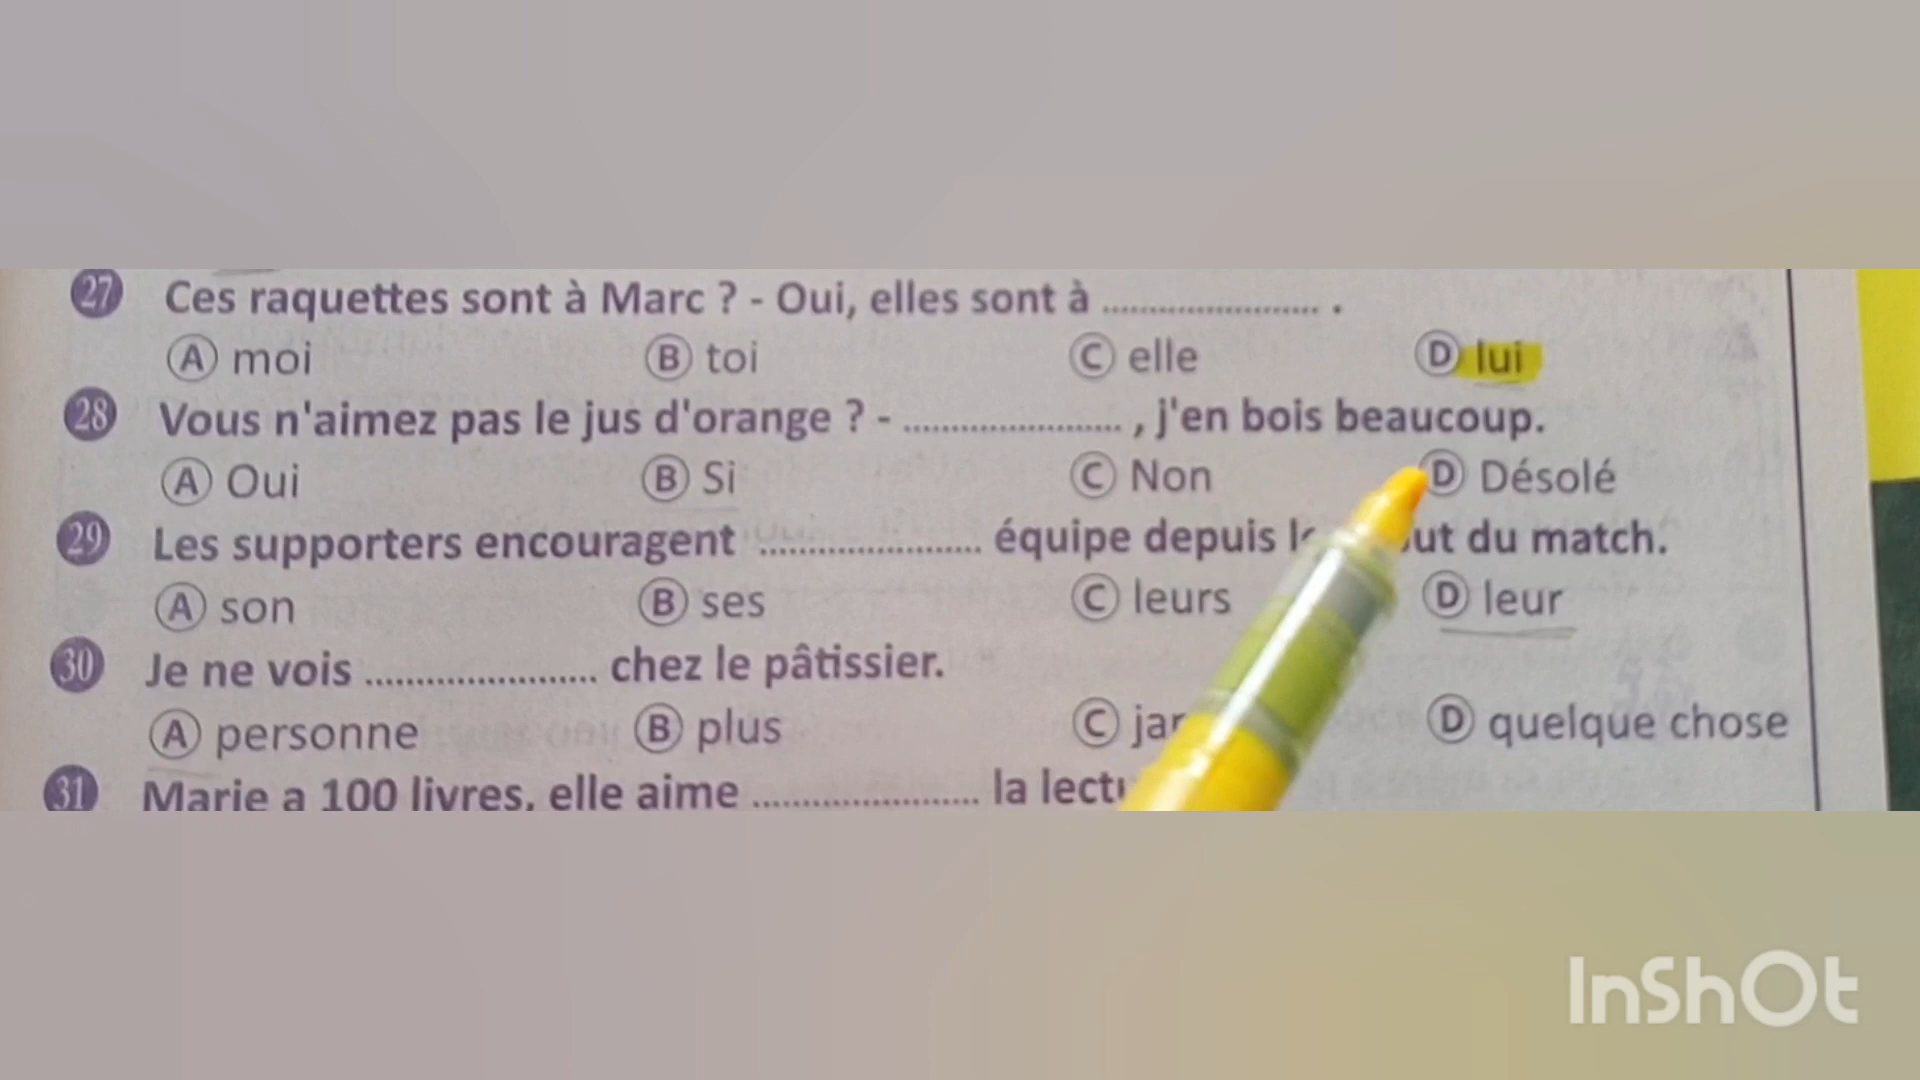 27 Ces raquettes sont à Marc ? - Oui, elles sont à ...................... .
A moi B toi C elle D lui
28 Vous n'aimez pas le jus d'orange ? - ...................... , j'en bois beaucoup.
A Oui B Si C Non D Désolé
29 Les supporters encouragent ...................... équipe depuis du match.
A son B ses C leurs D leur
30 Je ne vois ...................... chez le pâtissier.
A personne B plus C D quelque chose
31 Marie a 100 livres, elle aime ...................... la
InShOt